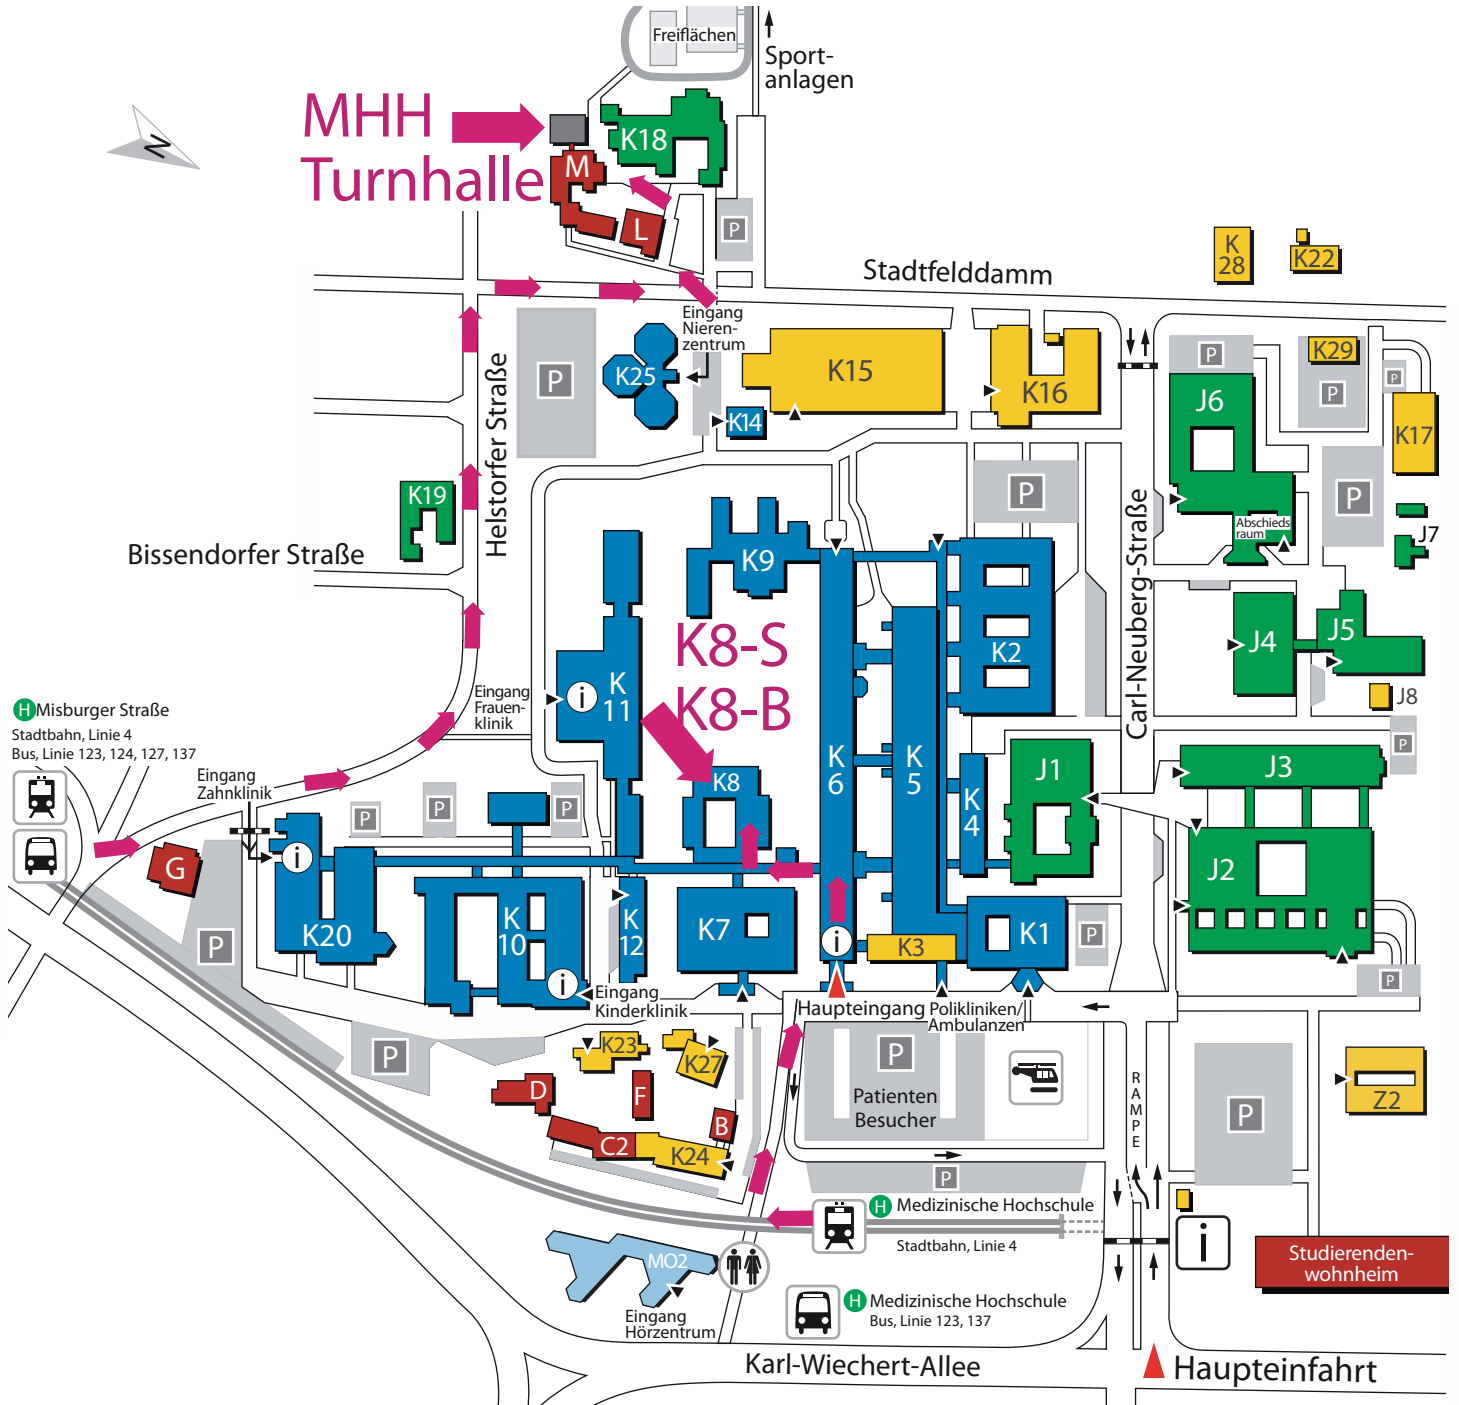 Freiflächen
Sport-
anlagen
MHH
Turnhalle
N
K18
M
L
P
K
28
K22
Stadtfelddamm
Eingang
Nieren-
zentrum
K25
K14
K15
K16
P
K29
P
P
J6
K17
P
Helstorfer Straße
K19
Bissendorfer Straße
P
P
Carl-Neuberg-Straße
Abschieds
raum
J7
K9
K2
K8-S
K8-B
K
11
i
Eingang
Frauen-
klinik
J4
J5
J8
P
H Misburger Straße
Stadtbahn, Linie 4
Bus, Linie 123, 124, 127, 137
Eingang
Zahnklinik
K8
K
6
K
5
K
4
J1
J3
P
P
P
i
G
J2
K20
K
10
K
12
K7
i
K3
K1
P
P
P
i
Eingang
Kinderklinik
Haupteingang
Polikliniken/
Ambulanzen
P
K23
K27
P
Patienten
Besucher
RAMPE
P
Z2
D
F
B
C2
K24
P
H Medizinische Hochschule
Stadtbahn, Linie 4
i
MO2
Studierenden-
wohnheim
Eingang
Hörzentrum
H Medizinische Hochschule
Bus, Linie 123, 137
Karl-Wiechert-Allee
Haupteinfahrt